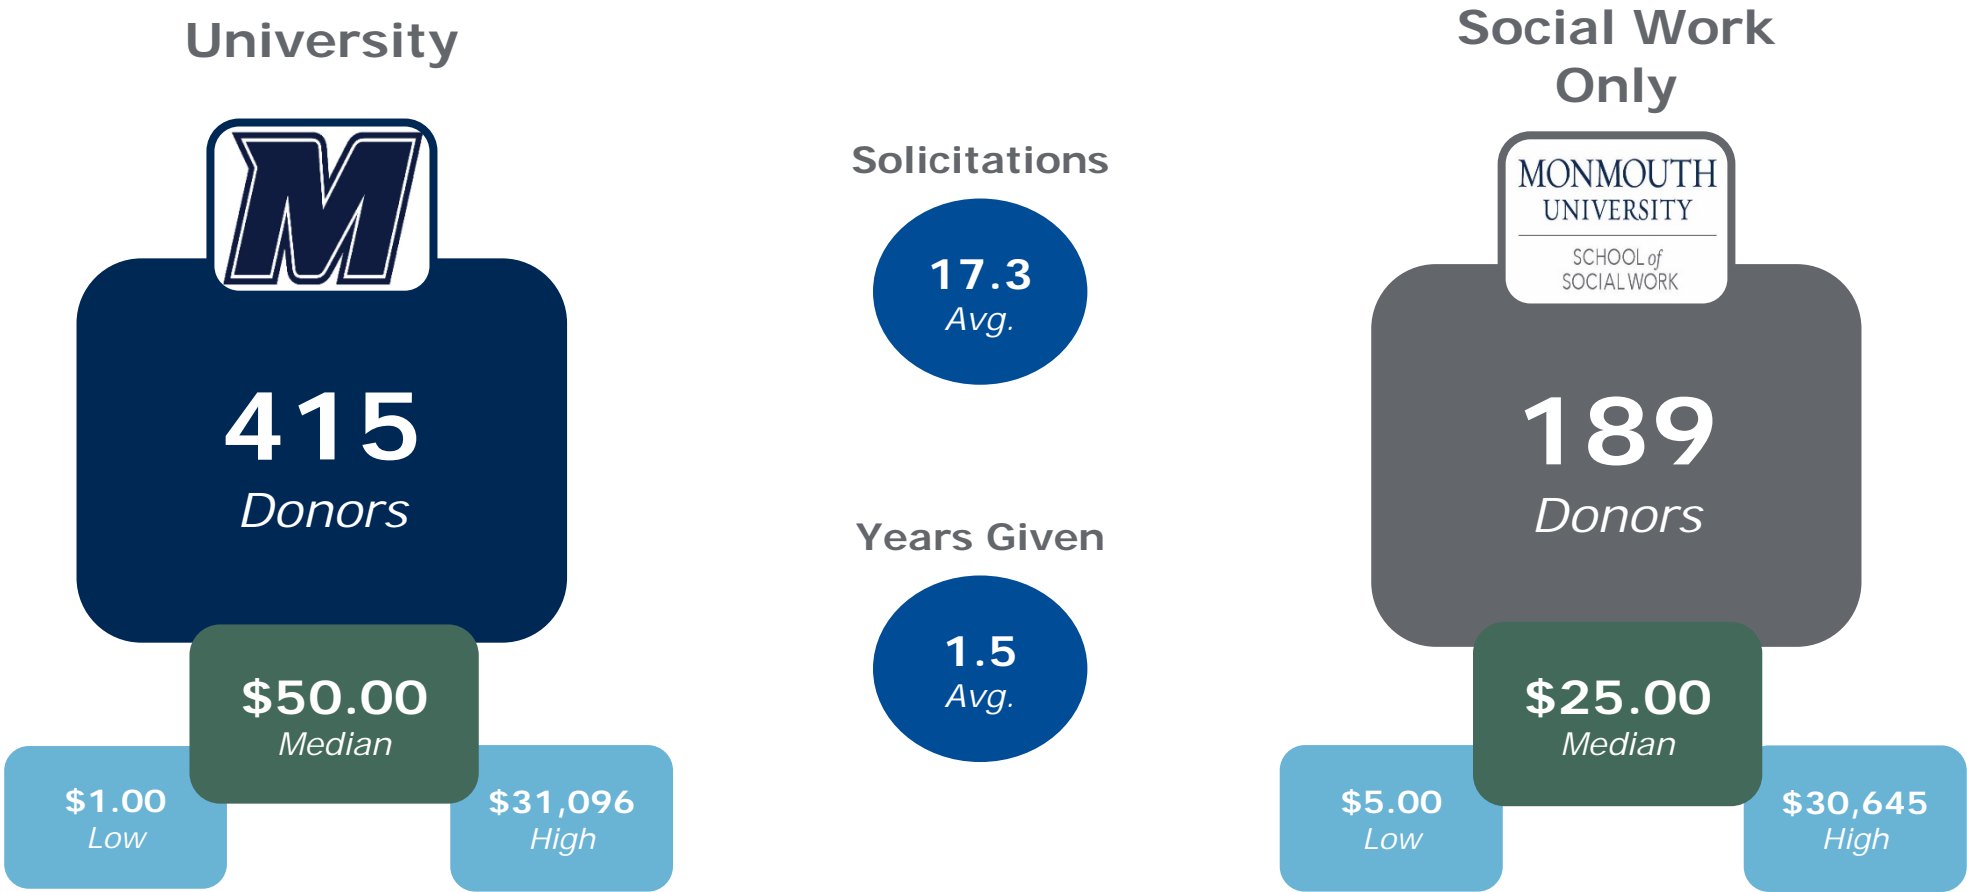 University
M
415
Donors
$50.00
Median
$1.00
Low
$31,096
High
Solicitations
17.3
Avg.
Years Given
1.5
Avg.
Social Work
Only
MONMOUTH
UNIVERSITY
SCHOOL of
SOCIAL WORK
189
Donors
$25.00
Median
$5.00
Low
$30,645
High